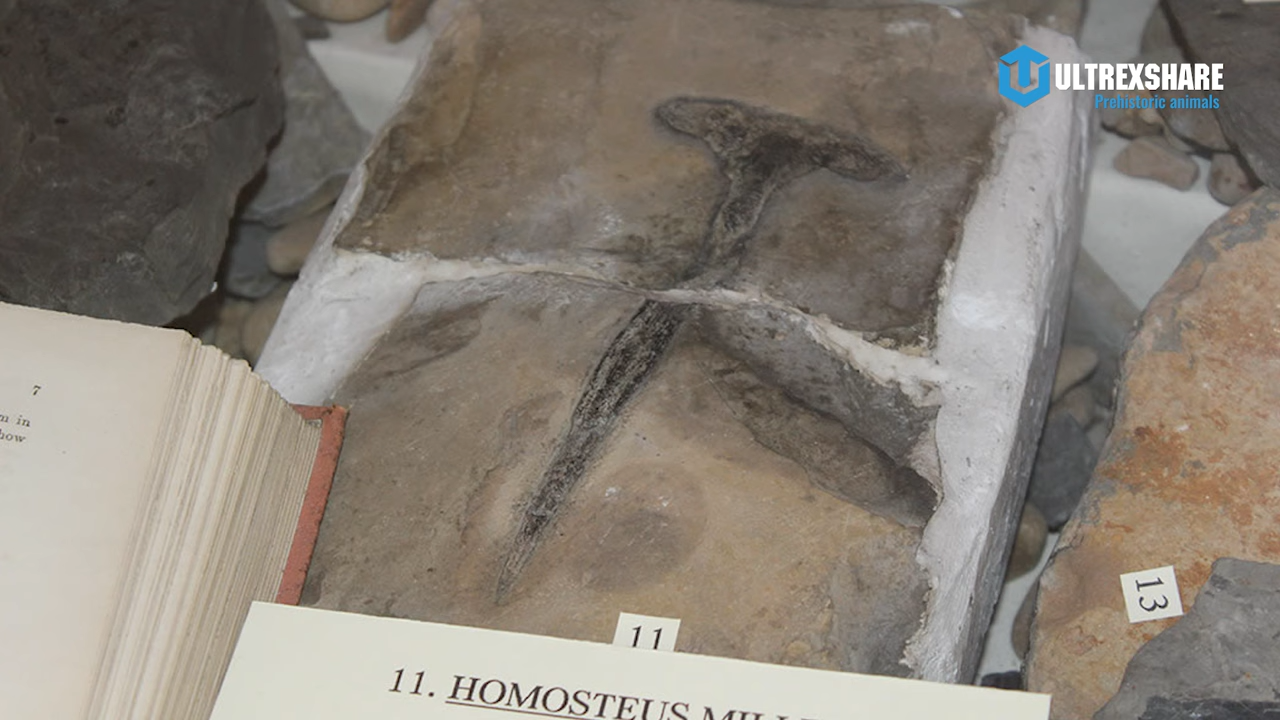 ULTREXSHARE
Prehistoric animals
7
m in
how
13
11
11. HOMOSTEUS